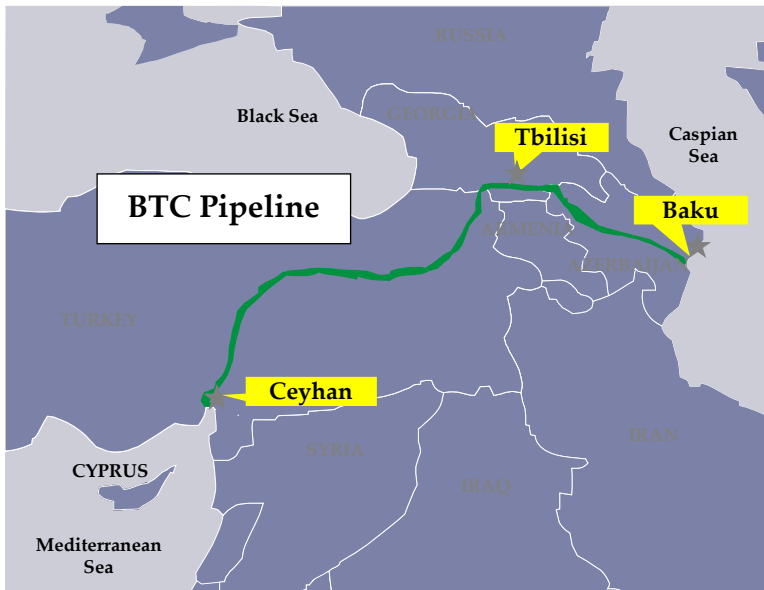 RUSSIA
Black Sea
GEORGIA
Tbilisi
Caspian
Sea
BTC Pipeline
Baku
ARMENIA
AZERBAIJAN
TURKEY
Ceyhan
SYRIA
IRAN
CYPRUS
IRAQ
Mediterranean
Sea